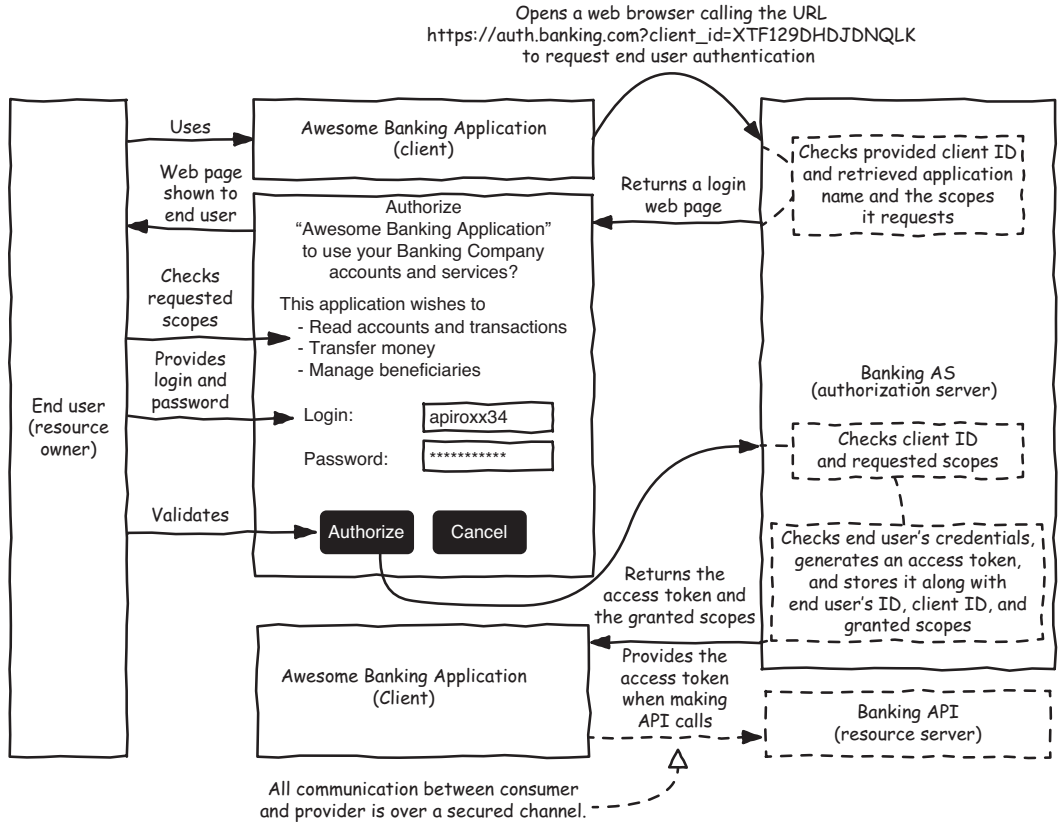 Opens a web browser calling the URL
https://auth.banking.com?client_id=XTF129DHDJDNQLK
to request end user authentication
Uses
Awesome Banking Application
(client)
Checks provided client ID
and retrieved application
name and the scopes
it requests
Web page
shown to
end user
Returns a login
web page
Authorize
“Awesome Banking Application”
to use your Banking Company
accounts and services?
Checks
requested
scopes
This application wishes to
- Read accounts and transactions
- Transfer money
- Manage beneficiaries
Provides
login and
password
Banking AS
(authorization server)
End user
(resource
owner)
Login:
apiroxx34
Password:
***********
Checks client ID
and requested scopes
Validates
Authorize
Cancel
Checks end user’s credentials,
generates an access token,
and stores it along with
end user’s ID, client ID, and
granted scopes
Returns the
access token and
the granted scopes
Awesome Banking Application
(Client)
Provides the
access token
when making
API calls
Banking API
(resource server)
All communication between consumer
and provider is over a secured channel.